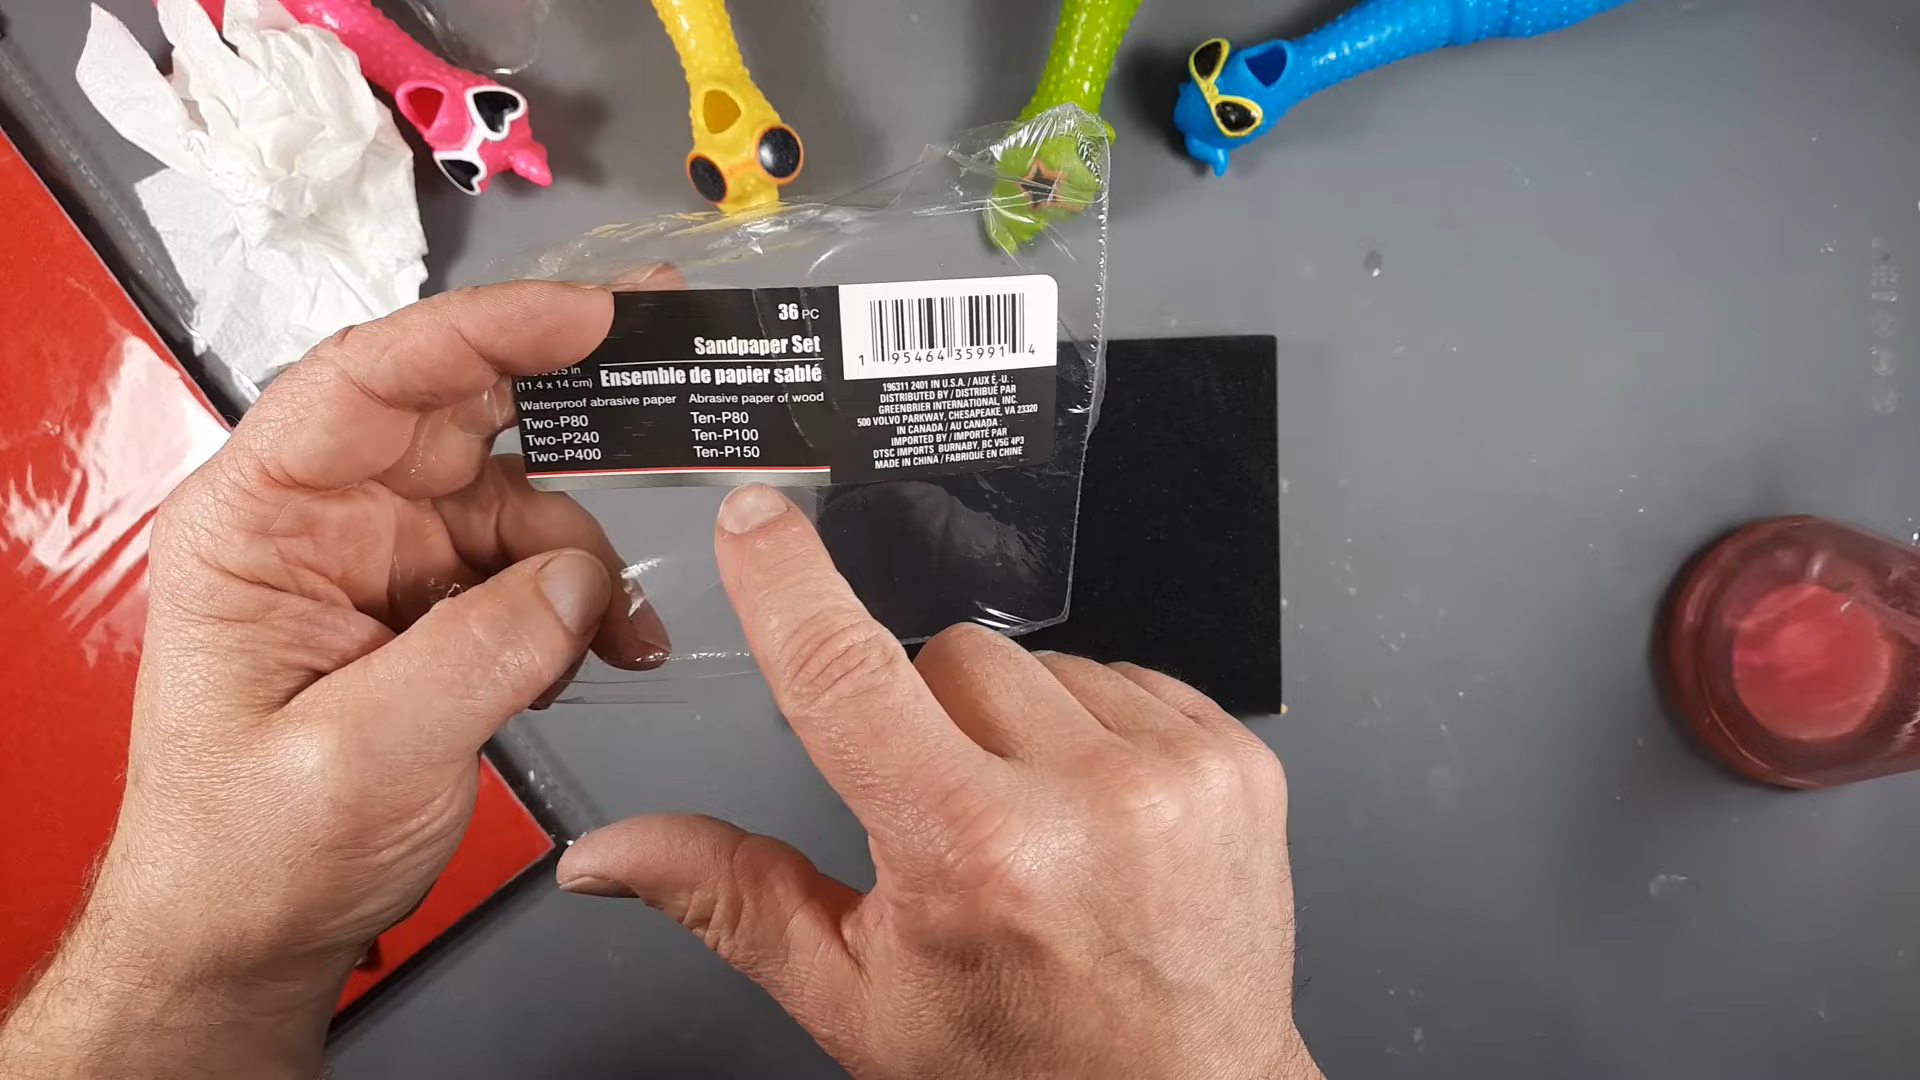 36 PC
Sandpaper Set
Ensemble de papier sablé
5.5 in
(11.4 x 14 cm)
Waterproof abrasive paper
Two-P80
Two-P240
Two-P400
Abrasive paper of wood
Ten-P80
Ten-P100
Ten-P150
1 95464 35991 4
196311 2401 IN U.S.A. / AUX É.-U. :
DISTRIBUTED BY / DISTRIBUÉ PAR
GREENBRIER INTERNATIONAL, INC.
500 VOLVO PARKWAY, CHESAPEAKE, VA 23320
IN CANADA / AU CANADA :
IMPORTED BY / IMPORTÉ PAR
DTSC IMPORTS BURNABY, BC V5G 4P3
MADE IN CHINA / FABRIQUÉ EN CHINE